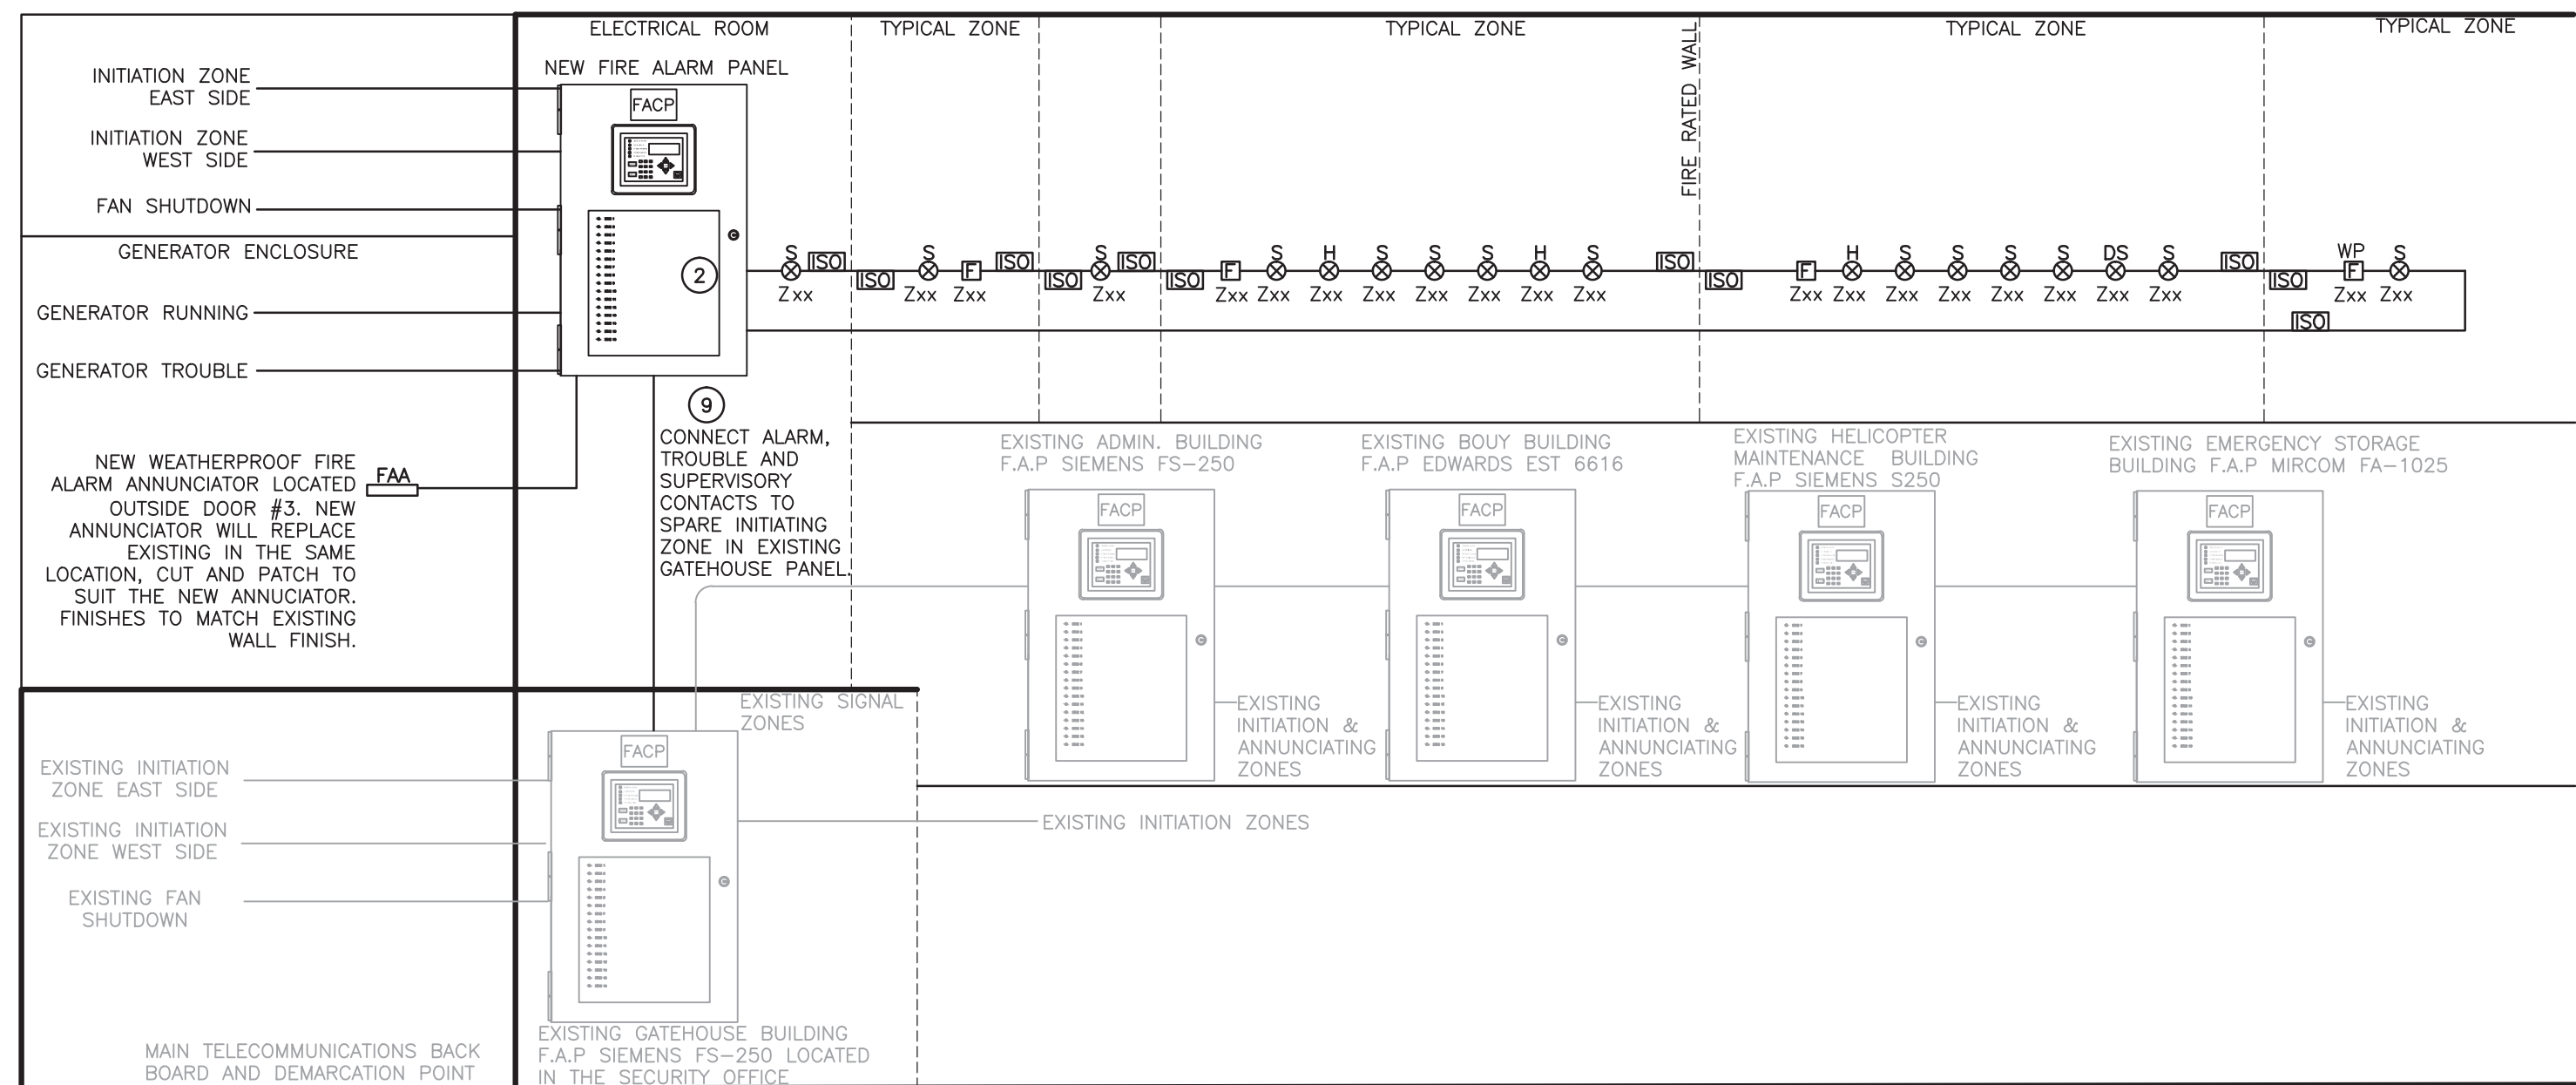 ELECTRICAL ROOM
TYPICAL ZONE
TYPICAL ZONE
TYPICAL ZONE
TYPICAL ZONE
NEW FIRE ALARM PANEL
FACP
2
INITIATION ZONE
EAST SIDE
INITIATION ZONE
WEST SIDE
FAN SHUTDOWN
GENERATOR ENCLOSURE
GENERATOR RUNNING
GENERATOR TROUBLE
FIRE RATED WALL
S ISO
Zxx
ISO S F ISO
Zxx Zxx
ISO S ISO
Zxx
ISO F S H S S S H S ISO
Zxx Zxx Zxx Zxx Zxx Zxx Zxx Zxx
ISO F H S S S S DS S ISO
Zxx Zxx Zxx Zxx Zxx Zxx Zxx Zxx
WP S
ISO F
Zxx Zxx
ISO
NEW WEATHERPROOF FIRE
ALARM ANNUNCIATOR LOCATED
OUTSIDE DOOR #3. NEW
ANNUNCIATOR WILL REPLACE
EXISTING IN THE SAME
LOCATION, CUT AND PATCH TO
SUIT THE NEW ANNUCIATOR.
FINISHES TO MATCH EXISTING
WALL FINISH.
FAA
9
CONNECT ALARM,
TROUBLE AND
SUPERVISORY
CONTACTS TO
SPARE INITIATING
ZONE IN EXISTING
GATEHOUSE PANEL.
EXISTING ADMIN. BUILDING
F.A.P SIEMENS FS-250
FACP
EXISTING
INITIATION &
ANNUNCIATING
ZONES
EXISTING BOUY BUILDING
F.A.P EDWARDS EST 6616
FACP
EXISTING
INITIATION &
ANNUNCIATING
ZONES
EXISTING HELICOPTER
MAINTENANCE BUILDING
F.A.P SIEMENS S250
FACP
EXISTING
INITIATION &
ANNUNCIATING
ZONES
EXISTING EMERGENCY STORAGE
BUILDING F.A.P MIRCOM FA-1025
FACP
EXISTING
INITIATION &
ANNUNCIATING
ZONES
EXISTING SIGNAL
ZONES
FACP
EXISTING INITIATION
ZONE EAST SIDE
EXISTING INITIATION
ZONE WEST SIDE
EXISTING FAN
SHUTDOWN
EXISTING INITIATION ZONES
MAIN TELECOMMUNICATIONS BACK
BOARD AND DEMARCATION POINT
EXISTING GATEHOUSE BUILDING
F.A.P SIEMENS FS-250 LOCATED
IN THE SECURITY OFFICE